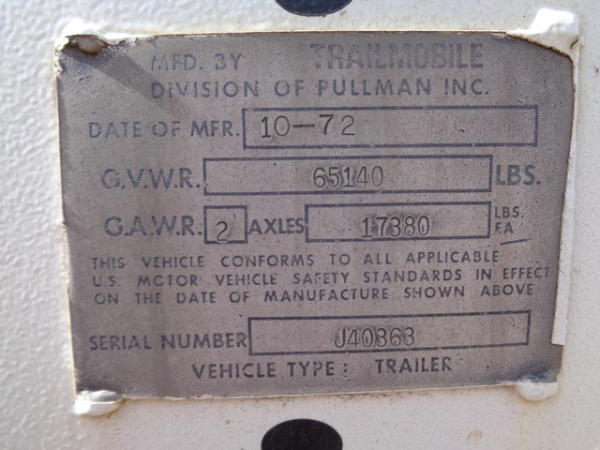 MFD. BY TRAILMOBILE
DIVISION OF PULLMAN INC.
DATE OF MFR. 10-72
G.V.W.R. 65140 LBS.
G.A.W.R. 2 AXLES 17380 LBS. EA
THIS VEHICLE CONFORMS TO ALL APPLICABLE
U.S. MOTOR VEHICLE SAFETY STANDARDS IN EFFECT
ON THE DATE OF MANUFACTURE SHOWN ABOVE
SERIAL NUMBER J40363
VEHICLE TYPE: TRAILER